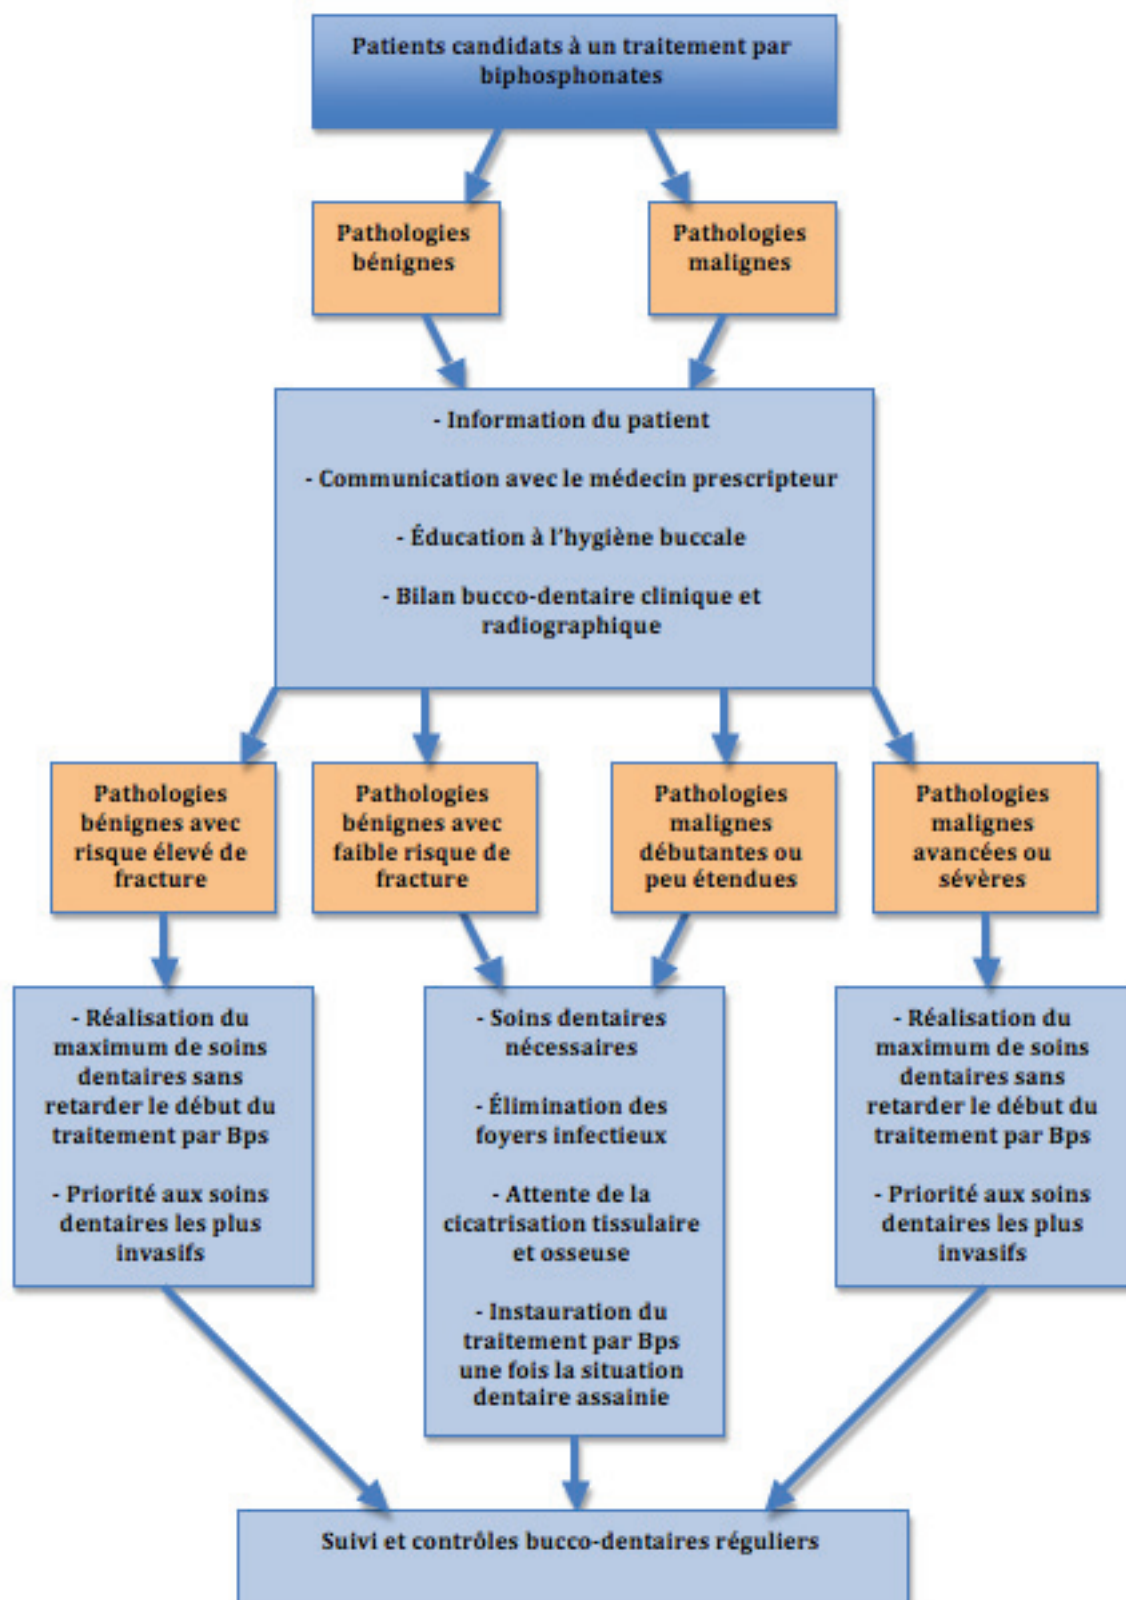 Patients candidats à un traitement par
biphosphonates
Pathologies
bénignes
Pathologies
malignes
- Information du patient
- Communication avec le médecin prescripteur
- Éducation à l'hygiène buccale
- Bilan bucco-dentaire clinique et
radiographique
Pathologies
bénignes avec
risque élevé de
fracture
Pathologies
bénignes avec
faible risque de
fracture
Pathologies
malignes
débutantes ou
peu étendues
Pathologies
malignes
avancées ou
sévères
- Réalisation du
maximum de soins
dentaires sans
retarder le début du
traitement par Bps
- Priorité aux soins
dentaires les plus
invasifs
- Soins dentaires
nécessaires
- Élimination des
foyers infectieux
- Attente de la
cicatrisation tissulaire
et osseuse
- Instauration du
traitement par Bps
une fois la situation
dentaire assainie
- Réalisation du
maximum de soins
dentaires sans
retarder le début du
traitement par Bps
- Priorité aux soins
dentaires les plus
invasifs
Suivi et contrôles bucco-dentaires réguliers